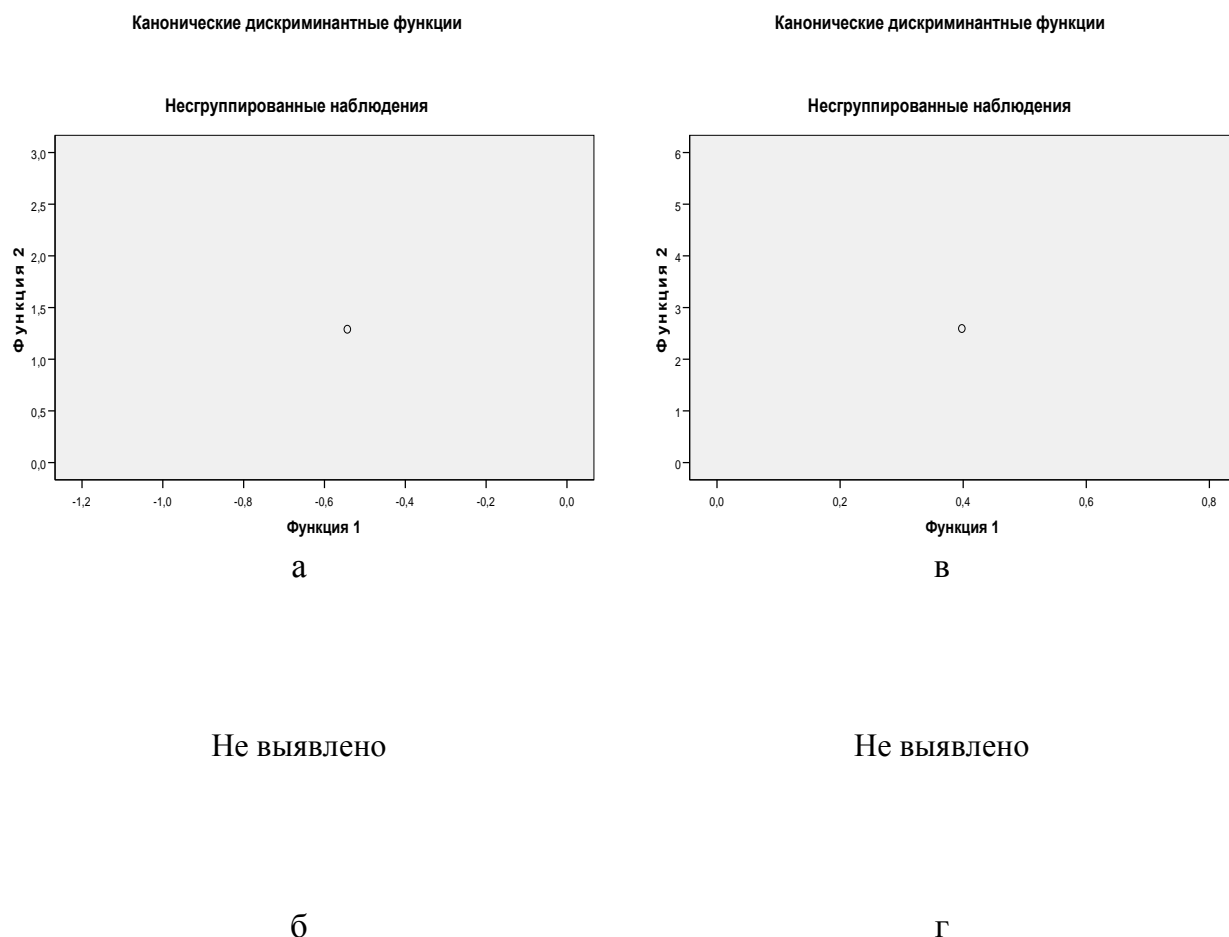 Канонические дискриминантные функции
Несгруппированные наблюдения
3,0
2,5
2,0
1,5
1,0
0,5
0,0
Функция 2
-1,2 -1,0 -0,8 -0,6 -0,4 -0,2 0,0
Функция 1
а
Канонические дискриминантные функции
Несгруппированные наблюдения
6
5
4
3
2
1
0
Функция 2
0,0 0,2 0,4 0,6 0,8
Функция 1
в
Не выявлено
б
Не выявлено
г